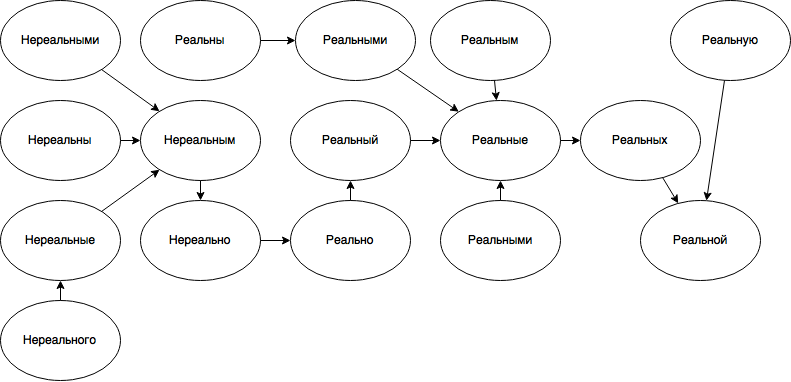 Нереальными
Реальны
Реальными
Реальным
Реальную
Нереальны
Нереальным
Реальный
Реальные
Реальных
Нереальные
Нереально
Реально
Реальными
Реальной
Нереального